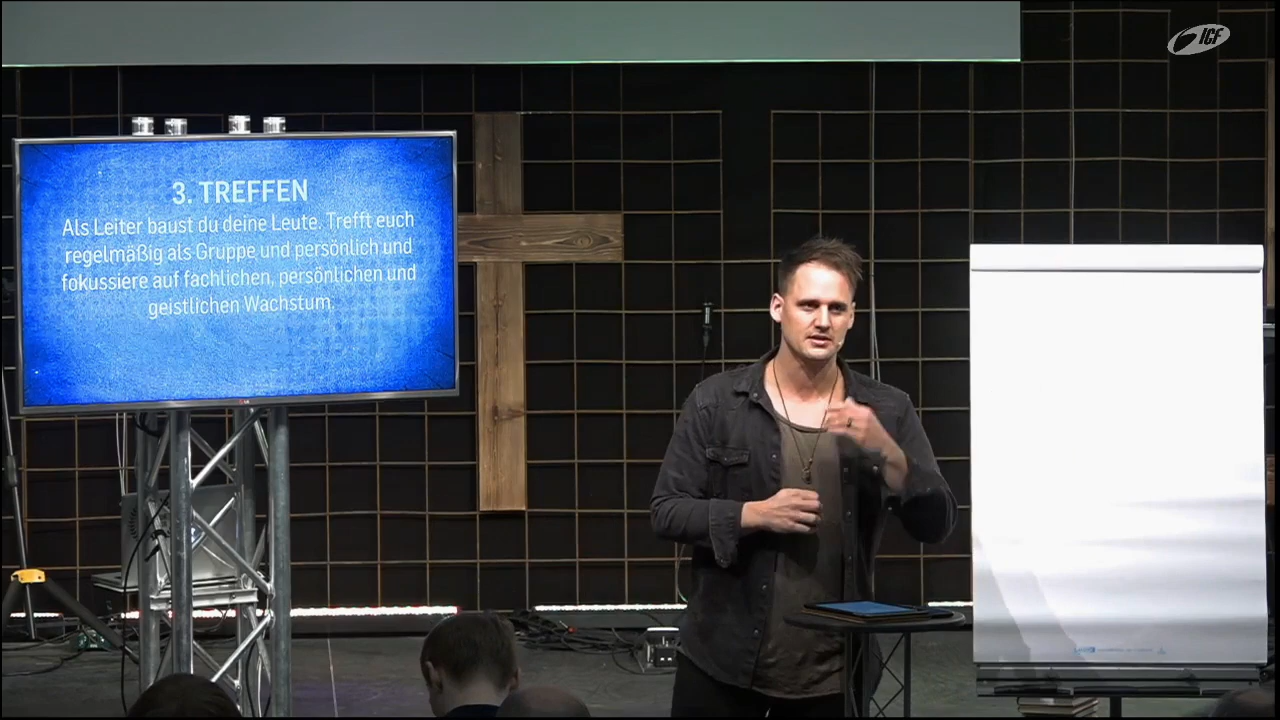 ICF
3. TREFFEN
Als Leiter baust du deine Leute. Trefft euch
regelmäßig als Gruppe und persönlich und
fokussiere auf fachlichen, persönlichen und
geistlichen Wachstum.